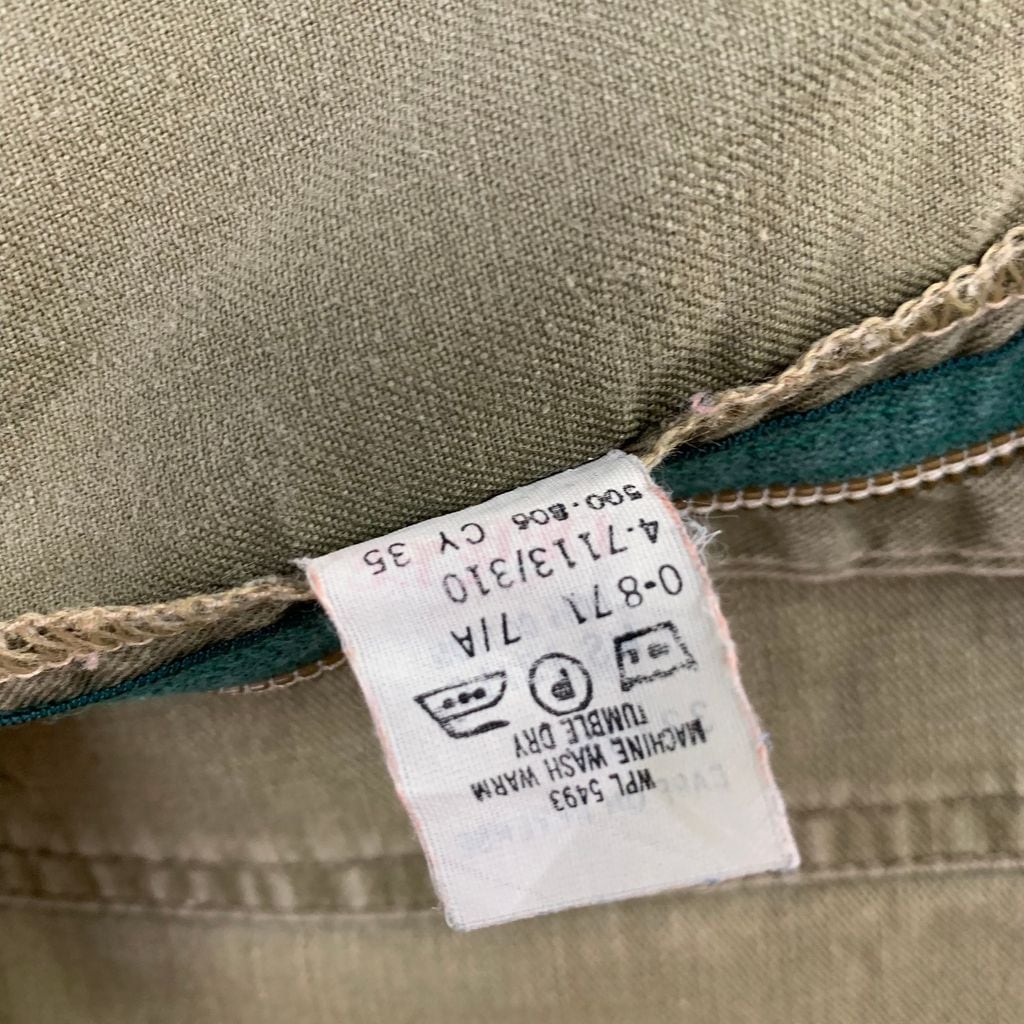 WPL 5493
MACHINE WASH WARM
TUMBLE DRY
P
0-871 7/A
4-7113/310
500.806 CY 35